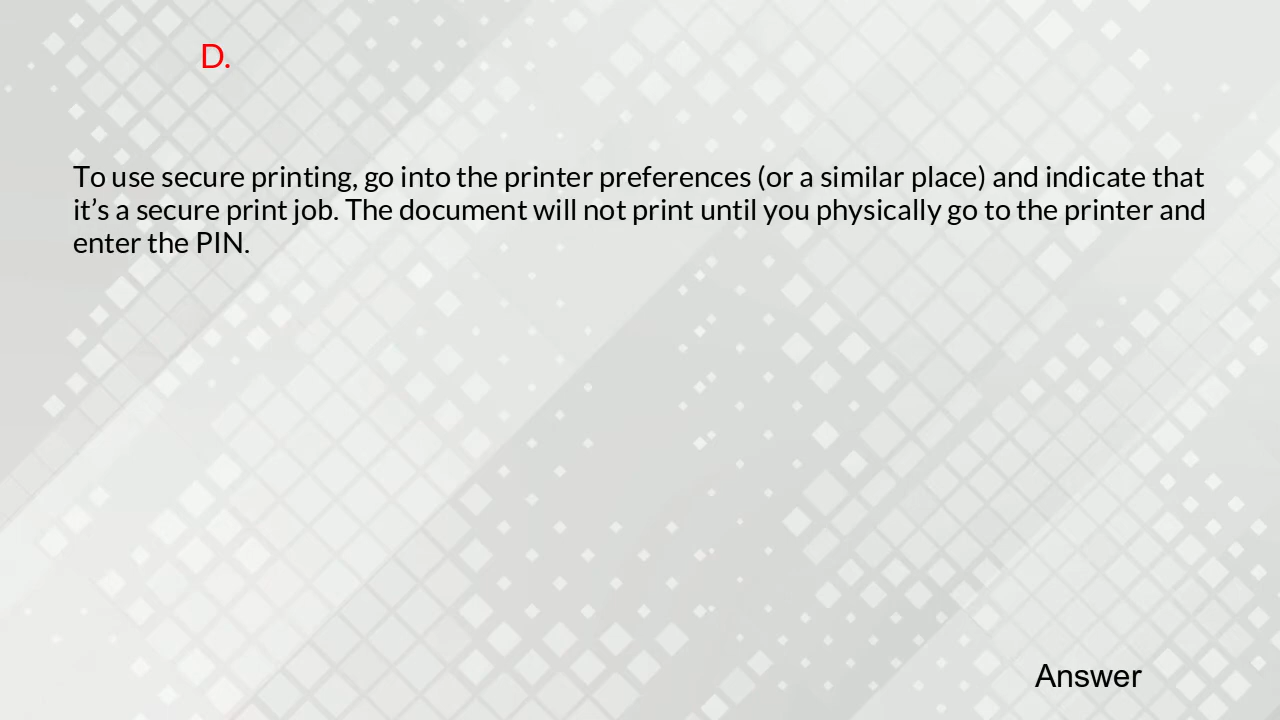 D.
To use secure printing, go into the printer preferences (or a similar place) and indicate that
it’s a secure print job. The document will not print until you physically go to the printer and
enter the PIN.
Answer